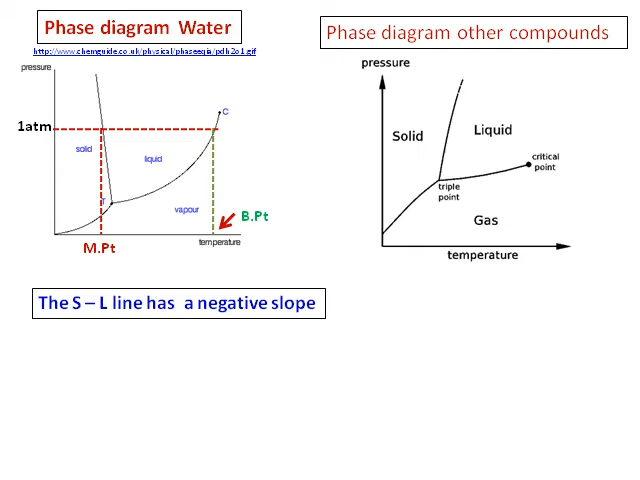 Phase diagram Water
http://www.chemguide.co.uk/physical/phaseeqia/pdh2o1.gif
pressure
C
1atm
solid
liquid
T
vapour
B.Pt
temperature
M.Pt
Phase diagram other compounds
pressure
Solid
Liquid
critical
point
triple
point
Gas
temperature
The S – L line has a negative slope